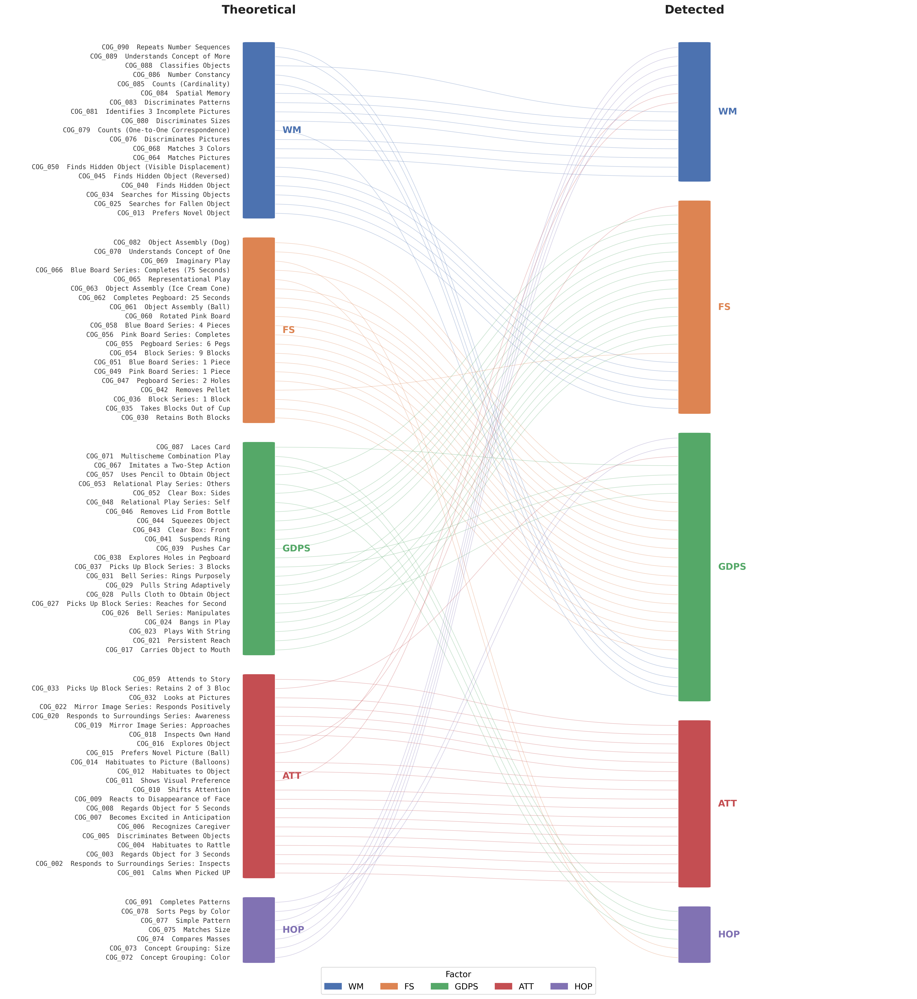 Theoretical
Detected
COG_090 Repeats Number Sequences
COG_089 Understands Concept of More
COG_088 Classifies Objects
COG_086 Number Constancy
COG_085 Counts (Cardinality)
COG_084 Spatial Memory
COG_083 Discriminates Patterns
COG_081 Identifies 3 Incomplete Pictures
COG_080 Discriminates Sizes
COG_079 Counts (One-to-One Correspondence)
COG_076 Discriminates Pictures
COG_068 Matches 3 Colors
COG_064 Matches Pictures
COG_050 Finds Hidden Object (Visible Displacement)
COG_045 Finds Hidden Object (Reversed)
COG_040 Finds Hidden Object
COG_034 Searches for Missing Objects
COG_025 Searches for Fallen Object
COG_013 Prefers Novel Object
WM
WM
COG_082 Object Assembly (Dog)
COG_070 Understands Concept of One
COG_069 Imaginary Play
COG_066 Blue Board Series: Completes (75 Seconds)
COG_065 Representational Play
COG_063 Object Assembly (Ice Cream Cone)
COG_062 Completes Pegboard: 25 Seconds
COG_061 Object Assembly (Ball)
COG_060 Rotated Pink Board
COG_058 Blue Board Series: 4 Pieces
COG_056 Pink Board Series: Completes
COG_055 Pegboard Series: 6 Pegs
COG_054 Block Series: 9 Blocks
COG_051 Blue Board Series: 1 Piece
COG_049 Pink Board Series: 1 Piece
COG_047 Pegboard Series: 2 Holes
COG_042 Removes Pellet
COG_036 Block Series: 1 Block
COG_035 Takes Blocks Out of Cup
COG_030 Retains Both Blocks
FS
FS
COG_087 Laces Card
COG_071 Multischeme Combination Play
COG_067 Imitates a Two-Step Action
COG_057 Uses Pencil to Obtain Object
COG_053 Relational Play Series: Others
COG_052 Clear Box: Sides
COG_048 Relational Play Series: Self
COG_046 Removes Lid From Bottle
COG_044 Squeezes Object
COG_043 Clear Box: Front
COG_041 Suspends Ring
COG_039 Pushes Car
COG_038 Explores Holes in Pegboard
COG_037 Picks Up Block Series: 3 Blocks
COG_031 Bell Series: Rings Purposely
COG_029 Pulls String Adaptively
COG_028 Pulls Cloth to Obtain Object
COG_027 Picks Up Block Series: Reaches for Second
COG_026 Bell Series: Manipulates
COG_024 Bangs in Play
COG_023 Plays With String
COG_021 Persistent Reach
COG_017 Carries Object to Mouth
GDPS
GDPS
COG_059 Attends to Story
COG_033 Picks Up Block Series: Retains 2 of 3 Bloc
COG_032 Looks at Pictures
COG_022 Mirror Image Series: Responds Positively
COG_020 Responds to Surroundings Series: Awareness
COG_019 Mirror Image Series: Approaches
COG_018 Inspects Own Hand
COG_016 Explores Object
COG_015 Prefers Novel Picture (Ball)
COG_014 Habituates to Picture (Balloons)
COG_012 Habituates to Object
COG_011 Shows Visual Preference
COG_010 Shifts Attention
COG_009 Reacts to Disappearance of Face
COG_008 Regards Object for 5 Seconds
COG_007 Becomes Excited in Anticipation
COG_006 Recognizes Caregiver
COG_005 Discriminates Between Objects
COG_004 Habituates to Rattle
COG_003 Regards Object for 3 Seconds
COG_002 Responds to Surroundings Series: Inspects
COG_001 Calms When Picked UP
ATT
ATT
COG_091 Completes Patterns
COG_078 Sorts Pegs by Color
COG_077 Simple Pattern
COG_075 Matches Size
COG_074 Compares Masses
COG_073 Concept Grouping: Size
COG_072 Concept Grouping: Color
HOP
HOP
Factor
WM FS GDPS ATT HOP